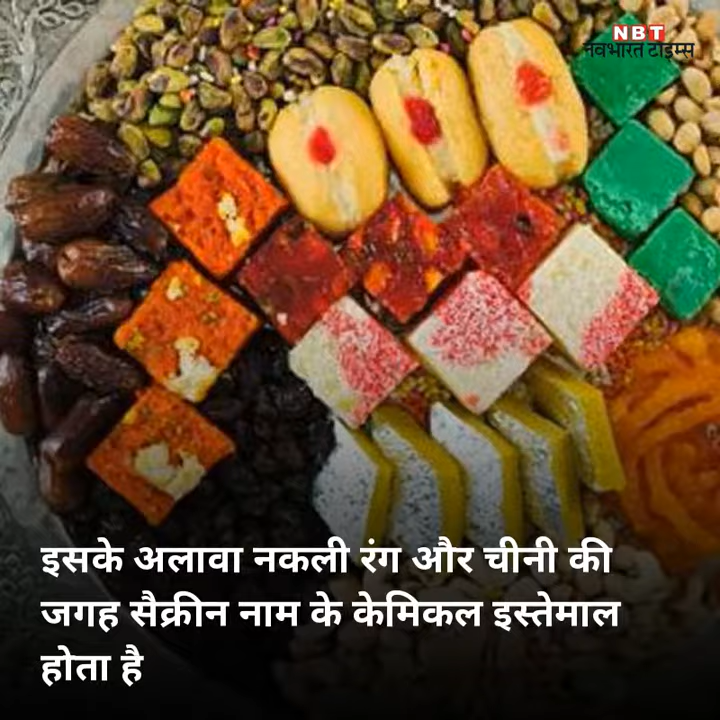 NBT
नवभारत टाइम्स
इसके अलावा नकली रंग और चीनी की
जगह सैक्रीन नाम के केमिकल इस्तेमाल
होता है